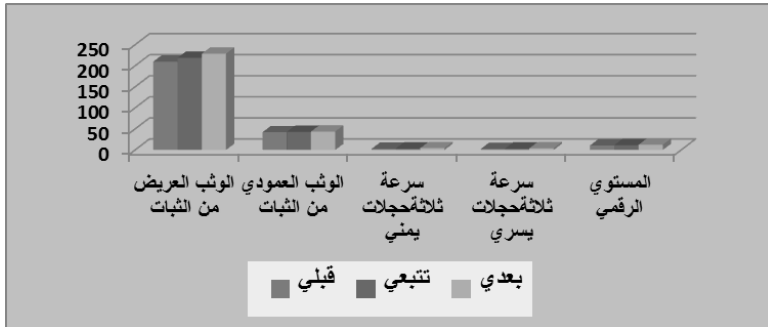 250
200
150
100
50
0
الوثب العريض
من الثبات
الوثب العمودي
من الثبات
سرعة
ثلاثةحجلات
يمني
سرعة
ثلاثةحجلات
يسري
المستوي
الرقمي
قبلي تتبعي بعدي